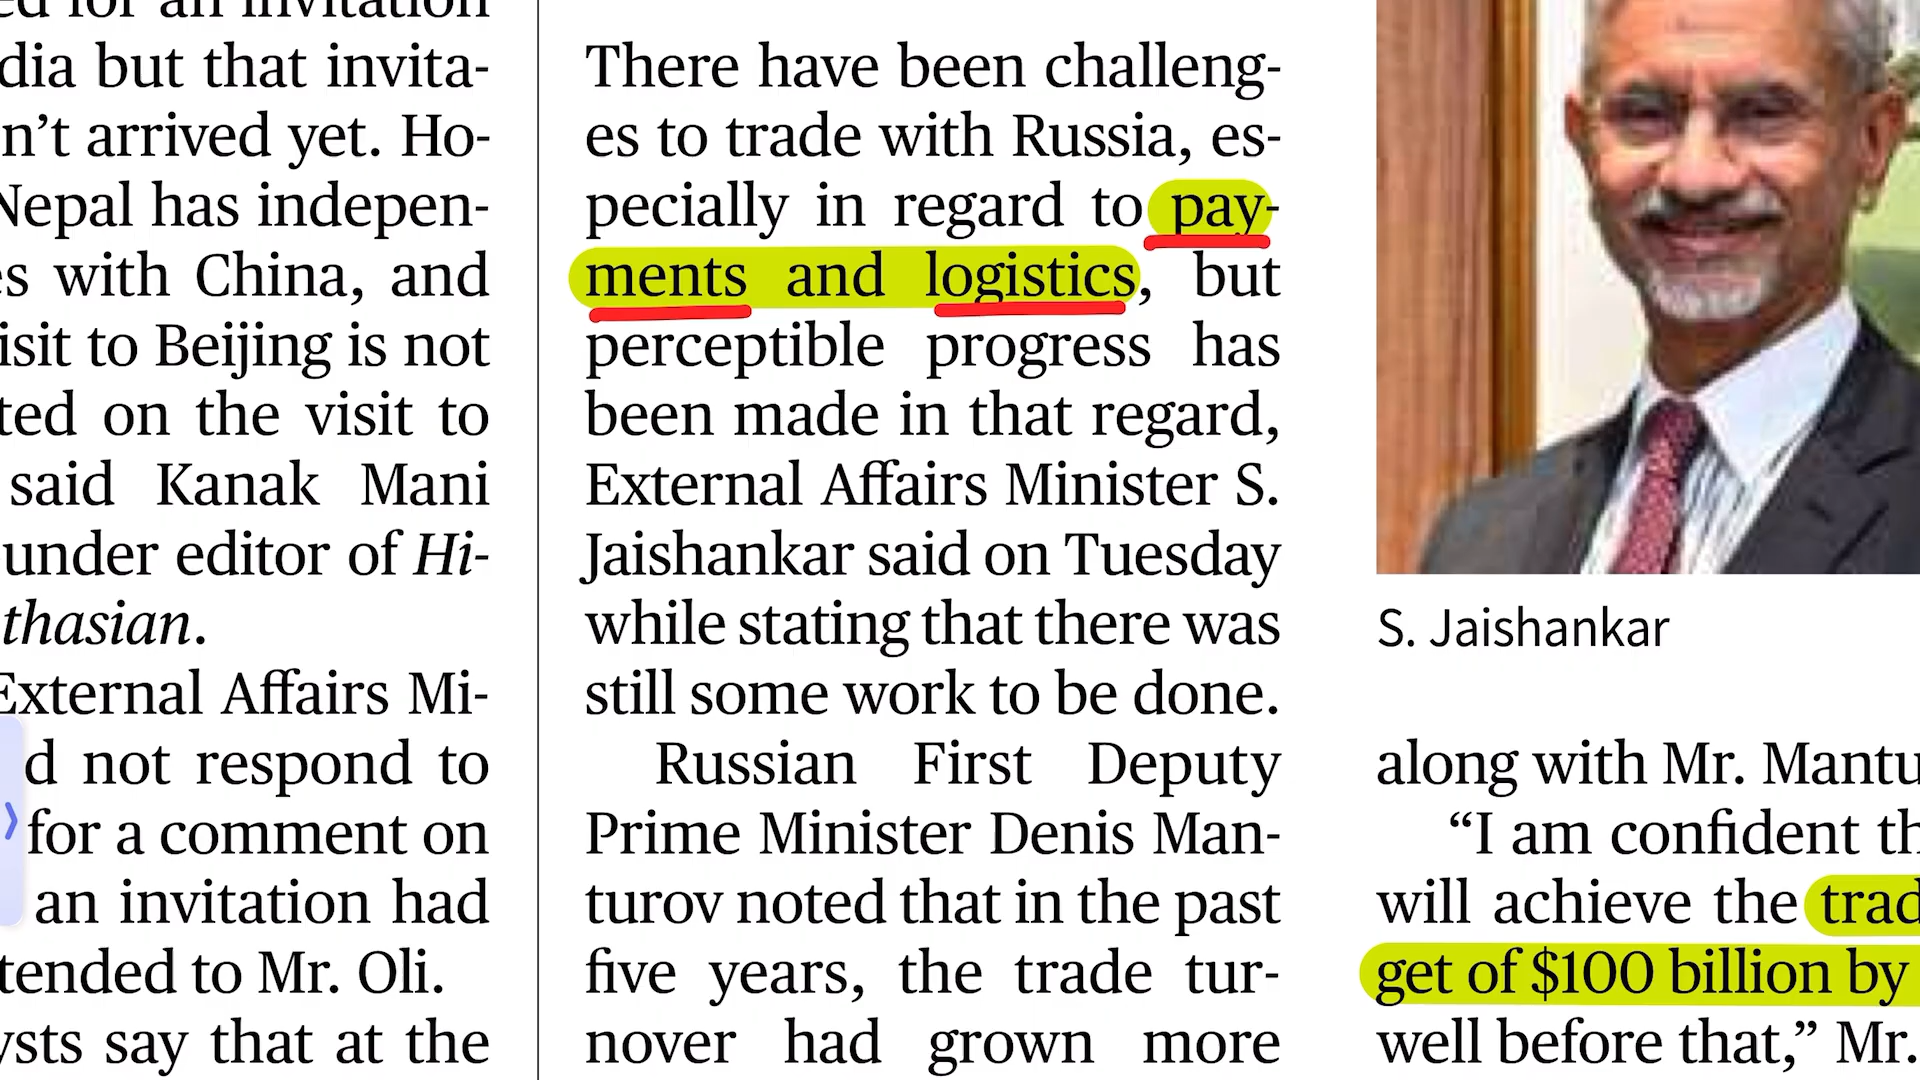 an invitation
dia but that invita-
n’t arrived yet. Ho-
Nepal has indepen-
es with China, and
isit to Beijing is not
ted on the visit to
said Kanak Mani
under editor of Hi-
thasian.
External Affairs Mi-
d not respond to
for a comment on
an invitation had
tended to Mr. Oli.
ysts say that at the
There have been challeng-
es to trade with Russia, es-
pecially in regard to pay-
ments and logistics, but
perceptible progress has
been made in that regard,
External Affairs Minister S.
Jaishankar said on Tuesday
while stating that there was
still some work to be done.
Russian First Deputy
Prime Minister Denis Man-
turov noted that in the past
five years, the trade tur-
nover had grown more
S. Jaishankar
along with Mr. Mantu
“I am confident th
will achieve the trad
get of $100 billion by
well before that,” Mr.